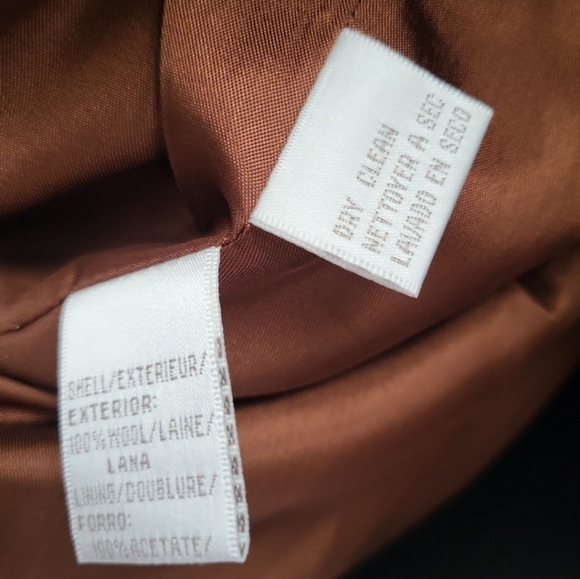 SHELL/EXTERIEUR/
EXTERIOR:
100% WOOL/LAINE/
LANA
LINING/DOUBLURE/
FORRO:
100% ACETATE/
DRY CLEAN
NETTOYER A SEC
LAVADO EN SECO